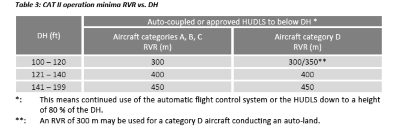 Table 3: CAT II operation minima RVR vs. DH
Auto-coupled or approved HUDLS to below DH *
DH (ft) Aircraft categories A, B, C Aircraft category D
RVR (m) RVR (m)
100 – 120 300 300/350**
121 – 140 400 400
141 – 199 450 450
*: This means continued use of the automatic flight control system or the HUDLS down to a height
of 80 % of the DH.
**: An RVR of 300 m may be used for a category D aircraft conducting an auto-land.